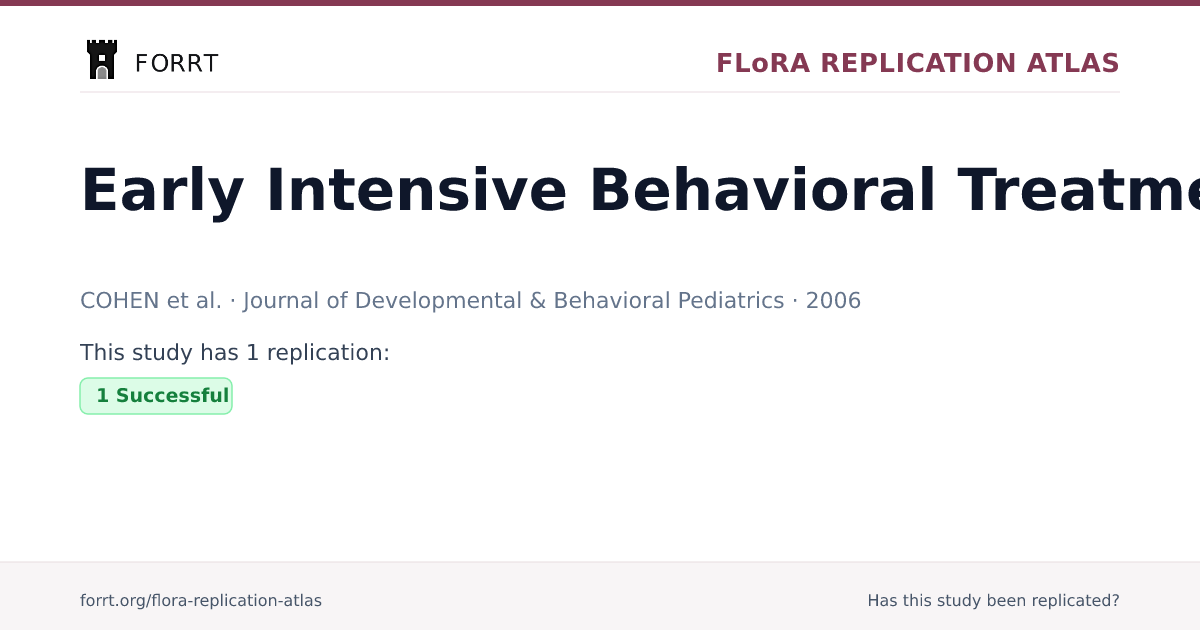 FORRT
FLoRA REPLICATION ATLAS
Early Intensive Behavioral Treatme
COHEN et al. · Journal of Developmental & Behavioral Pediatrics · 2006
This study has 1 replication:
1 Successful
forrt.org/flora-replication-atlas
Has this study been replicated?